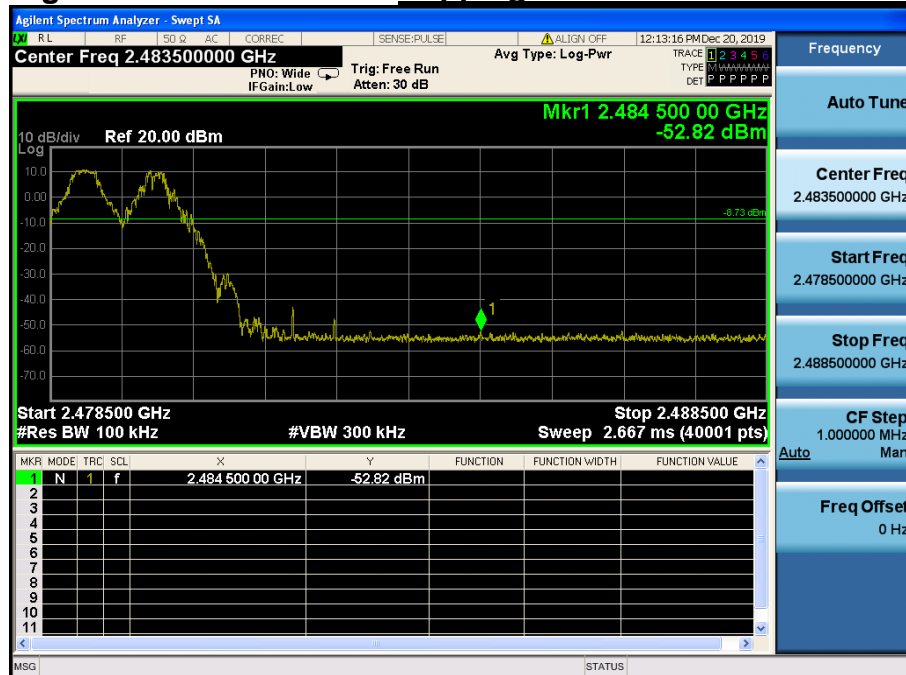 Agilent Spectrum Analyzer - Swept SA
LXI RL RF 50 Ω AC CORREC SENSE:PULSE ALIGN OFF 12:13:16 PM Dec 20, 2019
Center Freq 2.483500000 GHz
PNO: Wide
IFGain:Low
Trig: Free Run
Atten: 30 dB
Avg Type: Log-Pwr
TRACE 1 2 3 4 5 6
TYPE M
DET P P P P P P
Mkr1 2.484 500 00 GHz
-52.82 dBm
10 dB/div Ref 20.00 dBm
Log
10.0
0.00
-10.0
-20.0
-30.0
-40.0
-50.0
-60.0
-70.0
-8.73 dBm
1
Start 2.478500 GHz Stop 2.488500 GHz
#Res BW 100 kHz #VBW 300 kHz Sweep 2.667 ms (40001 pts)
MKR MODE TRC SCL X Y FUNCTION FUNCTION WIDTH FUNCTION VALUE
1 N 1 f 2.484 500 00 GHz -52.82 dBm
2
3
4
5
6
7
8
9
10
11
MSG STATUS
Frequency
Auto Tune
Center Freq
2.483500000 GHz
Start Freq
2.478500000 GHz
Stop Freq
2.488500000 GHz
CF Step
1.000000 MHz
Auto Man
Freq Offset
0 Hz